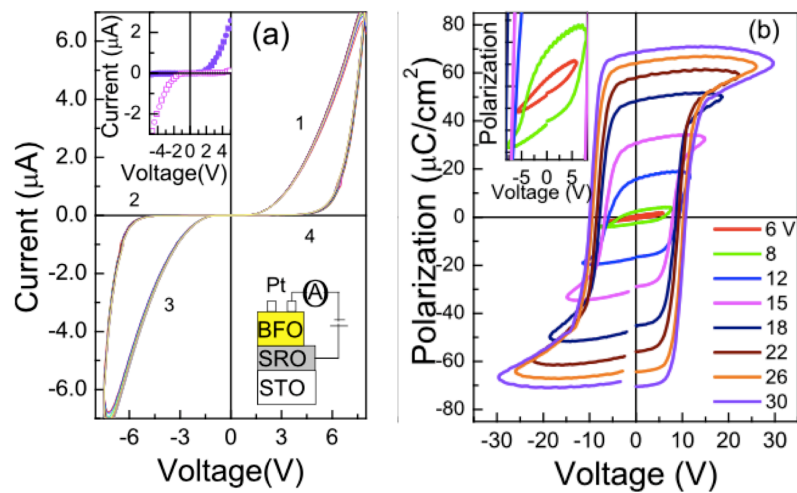 (a)
Current (μA)
6.0
4.0
2.0
0.0
-2.0
-4.0
-6.0
-6
-3
0
3
6
Voltage(V)
Current (μA)
2
0
-2
-4 -2 0 2 4
Voltage(V)
1
2
3
4
Pt
A
BFO
SRO
STO
(b)
Polarization (μC/cm²)
80
60
40
20
0
-20
-40
-60
-80
-30 -20 -10 0 10 20 30
Voltage (V)
Polarization
-5 0 5
Voltage (V)
6 V
8
12
15
18
22
26
30